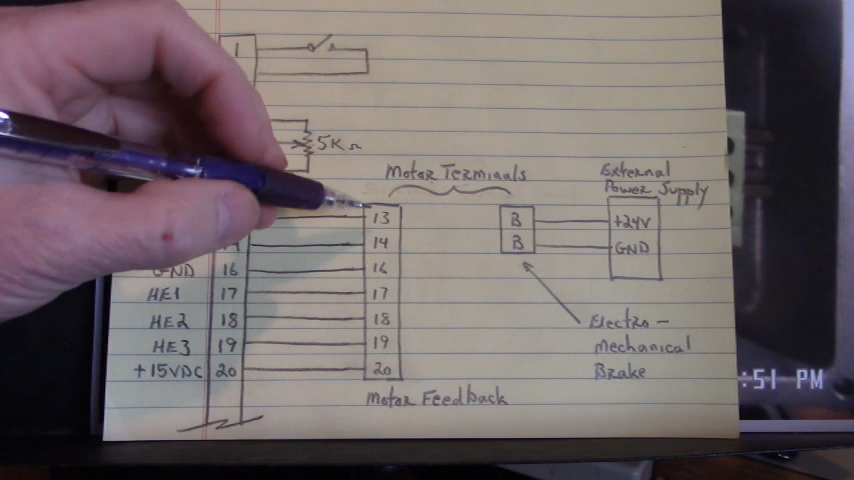 1
5KΩ
Motor Terminals
External
Power Supply
13
B
+24V
14
B
GND
GND 16
16
HE1 17
17
HE2 18
18
Electro-
HE3 19
19
Mechanical
+15VDC 20
20
Brake
Motor Feedback
:51 PM